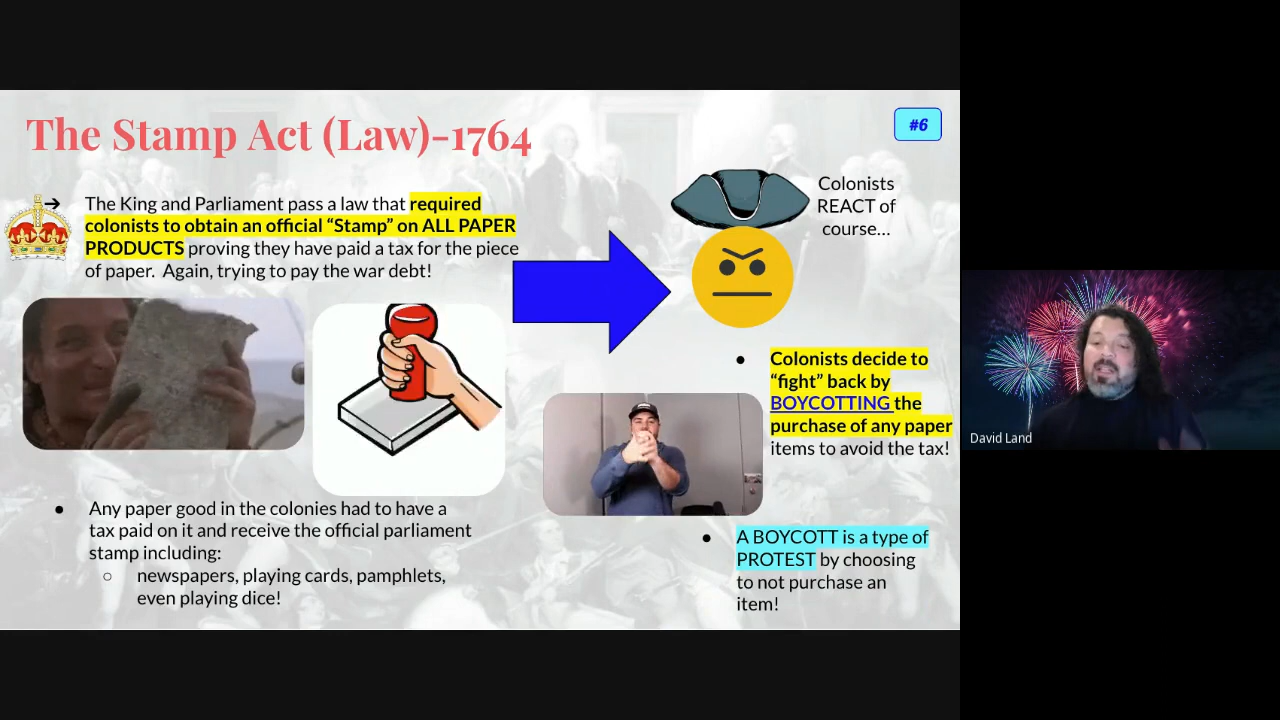 The Stamp Act (Law)-1764
#6
➔ The King and Parliament pass a law that required
colonists to obtain an official “Stamp” on ALL PAPER
PRODUCTS proving they have paid a tax for the piece
of paper. Again, trying to pay the war debt!
Colonists
REACT of
course...
● Colonists decide to
“fight” back by
BOYCOTTING the
purchase of any paper
items to avoid the tax!
● Any paper good in the colonies had to have a
tax paid on it and receive the official parliament
stamp including:
○ newspapers, playing cards, pamphlets,
even playing dice!
● A BOYCOTT is a type of
PROTEST by choosing
to not purchase an
item!
David Land